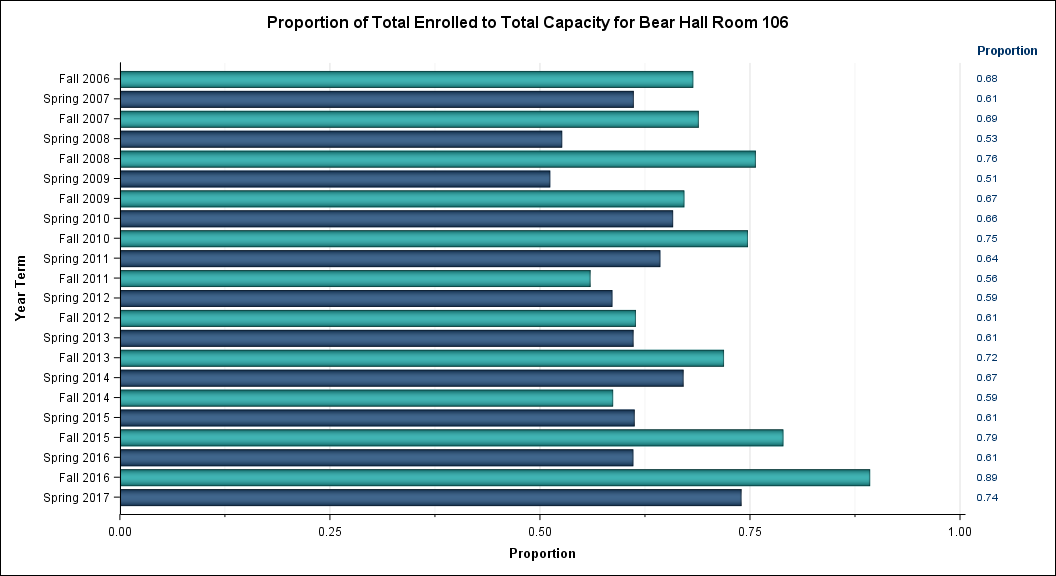 Proportion of Total Enrolled to Total Capacity for Bear Hall Room 106
Proportion
Fall 2006 0.68
Spring 2007 0.61
Fall 2007 0.69
Spring 2008 0.53
Fall 2008 0.76
Spring 2009 0.51
Fall 2009 0.67
Spring 2010 0.66
Fall 2010 0.75
Spring 2011 0.64
Fall 2011 0.56
Spring 2012 0.59
Fall 2012 0.61
Spring 2013 0.61
Fall 2013 0.72
Spring 2014 0.67
Fall 2014 0.59
Spring 2015 0.61
Fall 2015 0.79
Spring 2016 0.61
Fall 2016 0.89
Spring 2017 0.74
Year Term
0.00 0.25 0.50 0.75 1.00
Proportion